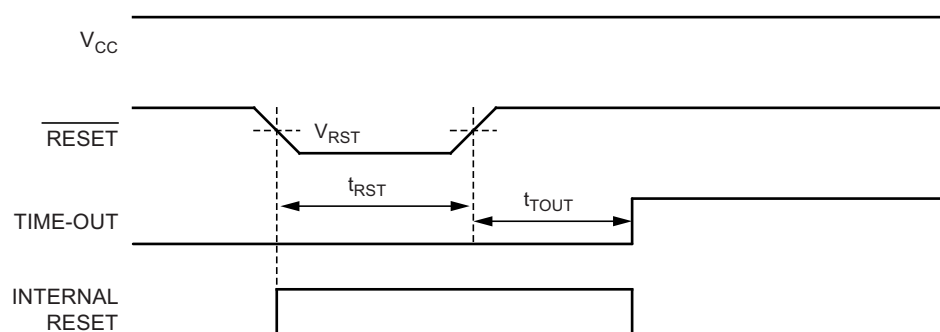 VCC
RESET
VRST
tRST
tTOUT
TIME-OUT
INTERNAL
RESET